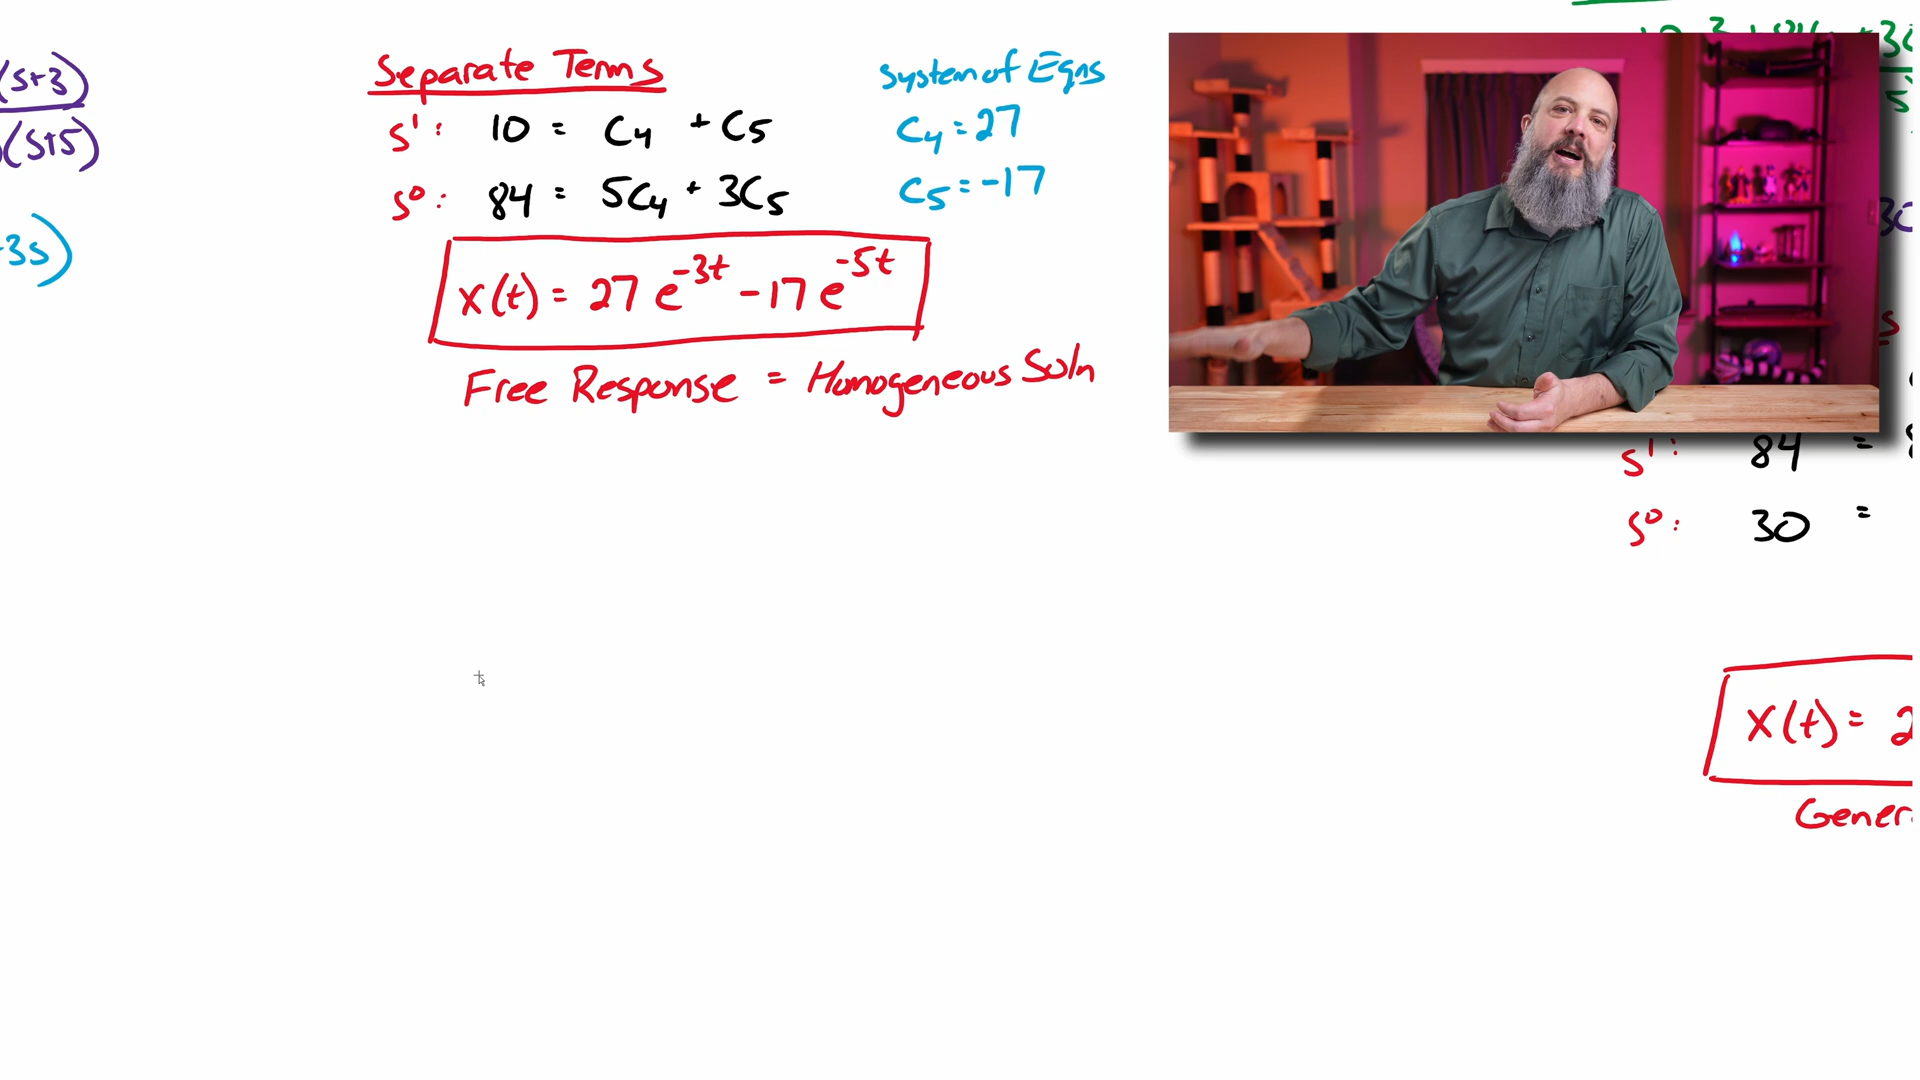 (s+3)
(s+5)
3s)
Separate Terms
s¹: 10 = C₄ + C₅
s⁰: 84 = 5C₄ + 3C₅
System of Eqns
C₄ = 27
C₅ = -17
x(t) = 27e^{-3t} - 17e^{-5t}
Free Response = Homogeneous Soln
s¹: 84 =
s⁰: 30 =
x(t) = 2